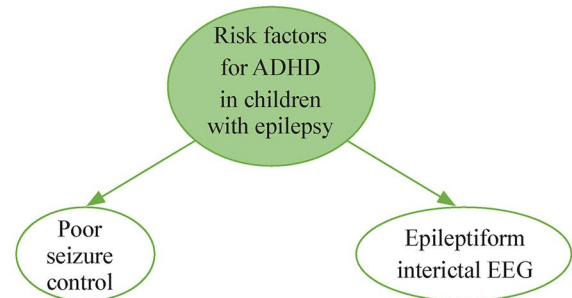 Risk factors
for ADHD
in children
with epilepsy
Poor
seizure
control
Epileptiform
interictal EEG